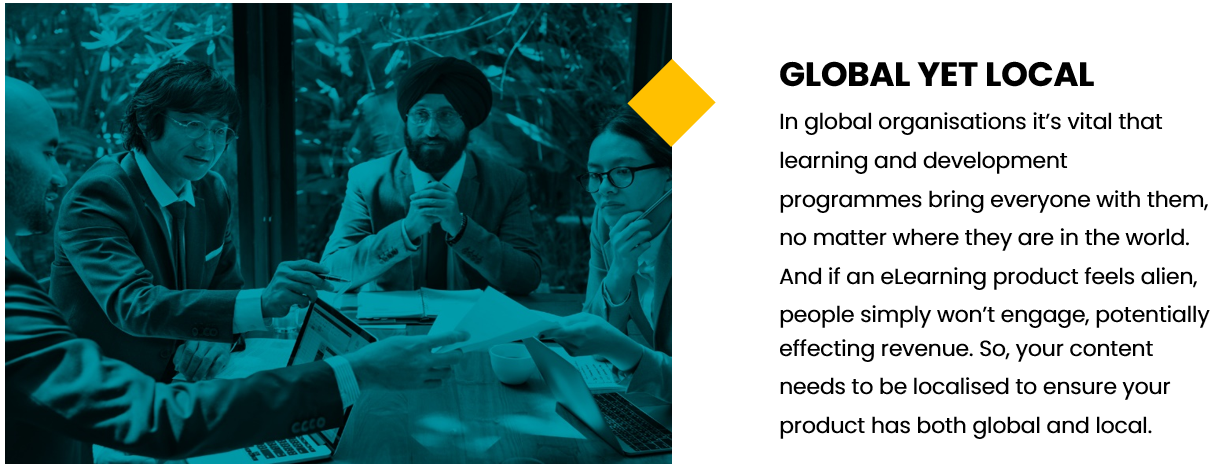 GLOBAL YET LOCAL
In global organisations it’s vital that
learning and development
programmes bring everyone with them,
no matter where they are in the world.
And if an eLearning product feels alien,
people simply won’t engage, potentially
effecting revenue. So, your content
needs to be localised to ensure your
product has both global and local.